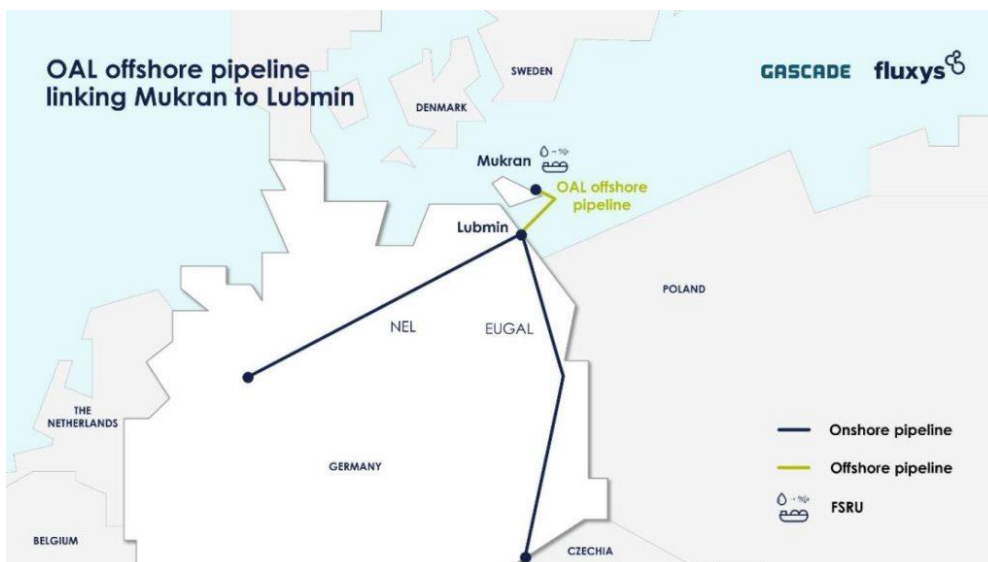 OAL offshore pipeline
linking Mukran to Lubmin
GASCADE fluxys
SWEDEN
DENMARK
Mukran
OAL offshore
pipeline
Lubmin
POLAND
NEL
EUGAL
THE
NETHERLANDS
GERMANY
BELGIUM
CZECHIA
Onshore pipeline
Offshore pipeline
FSRU